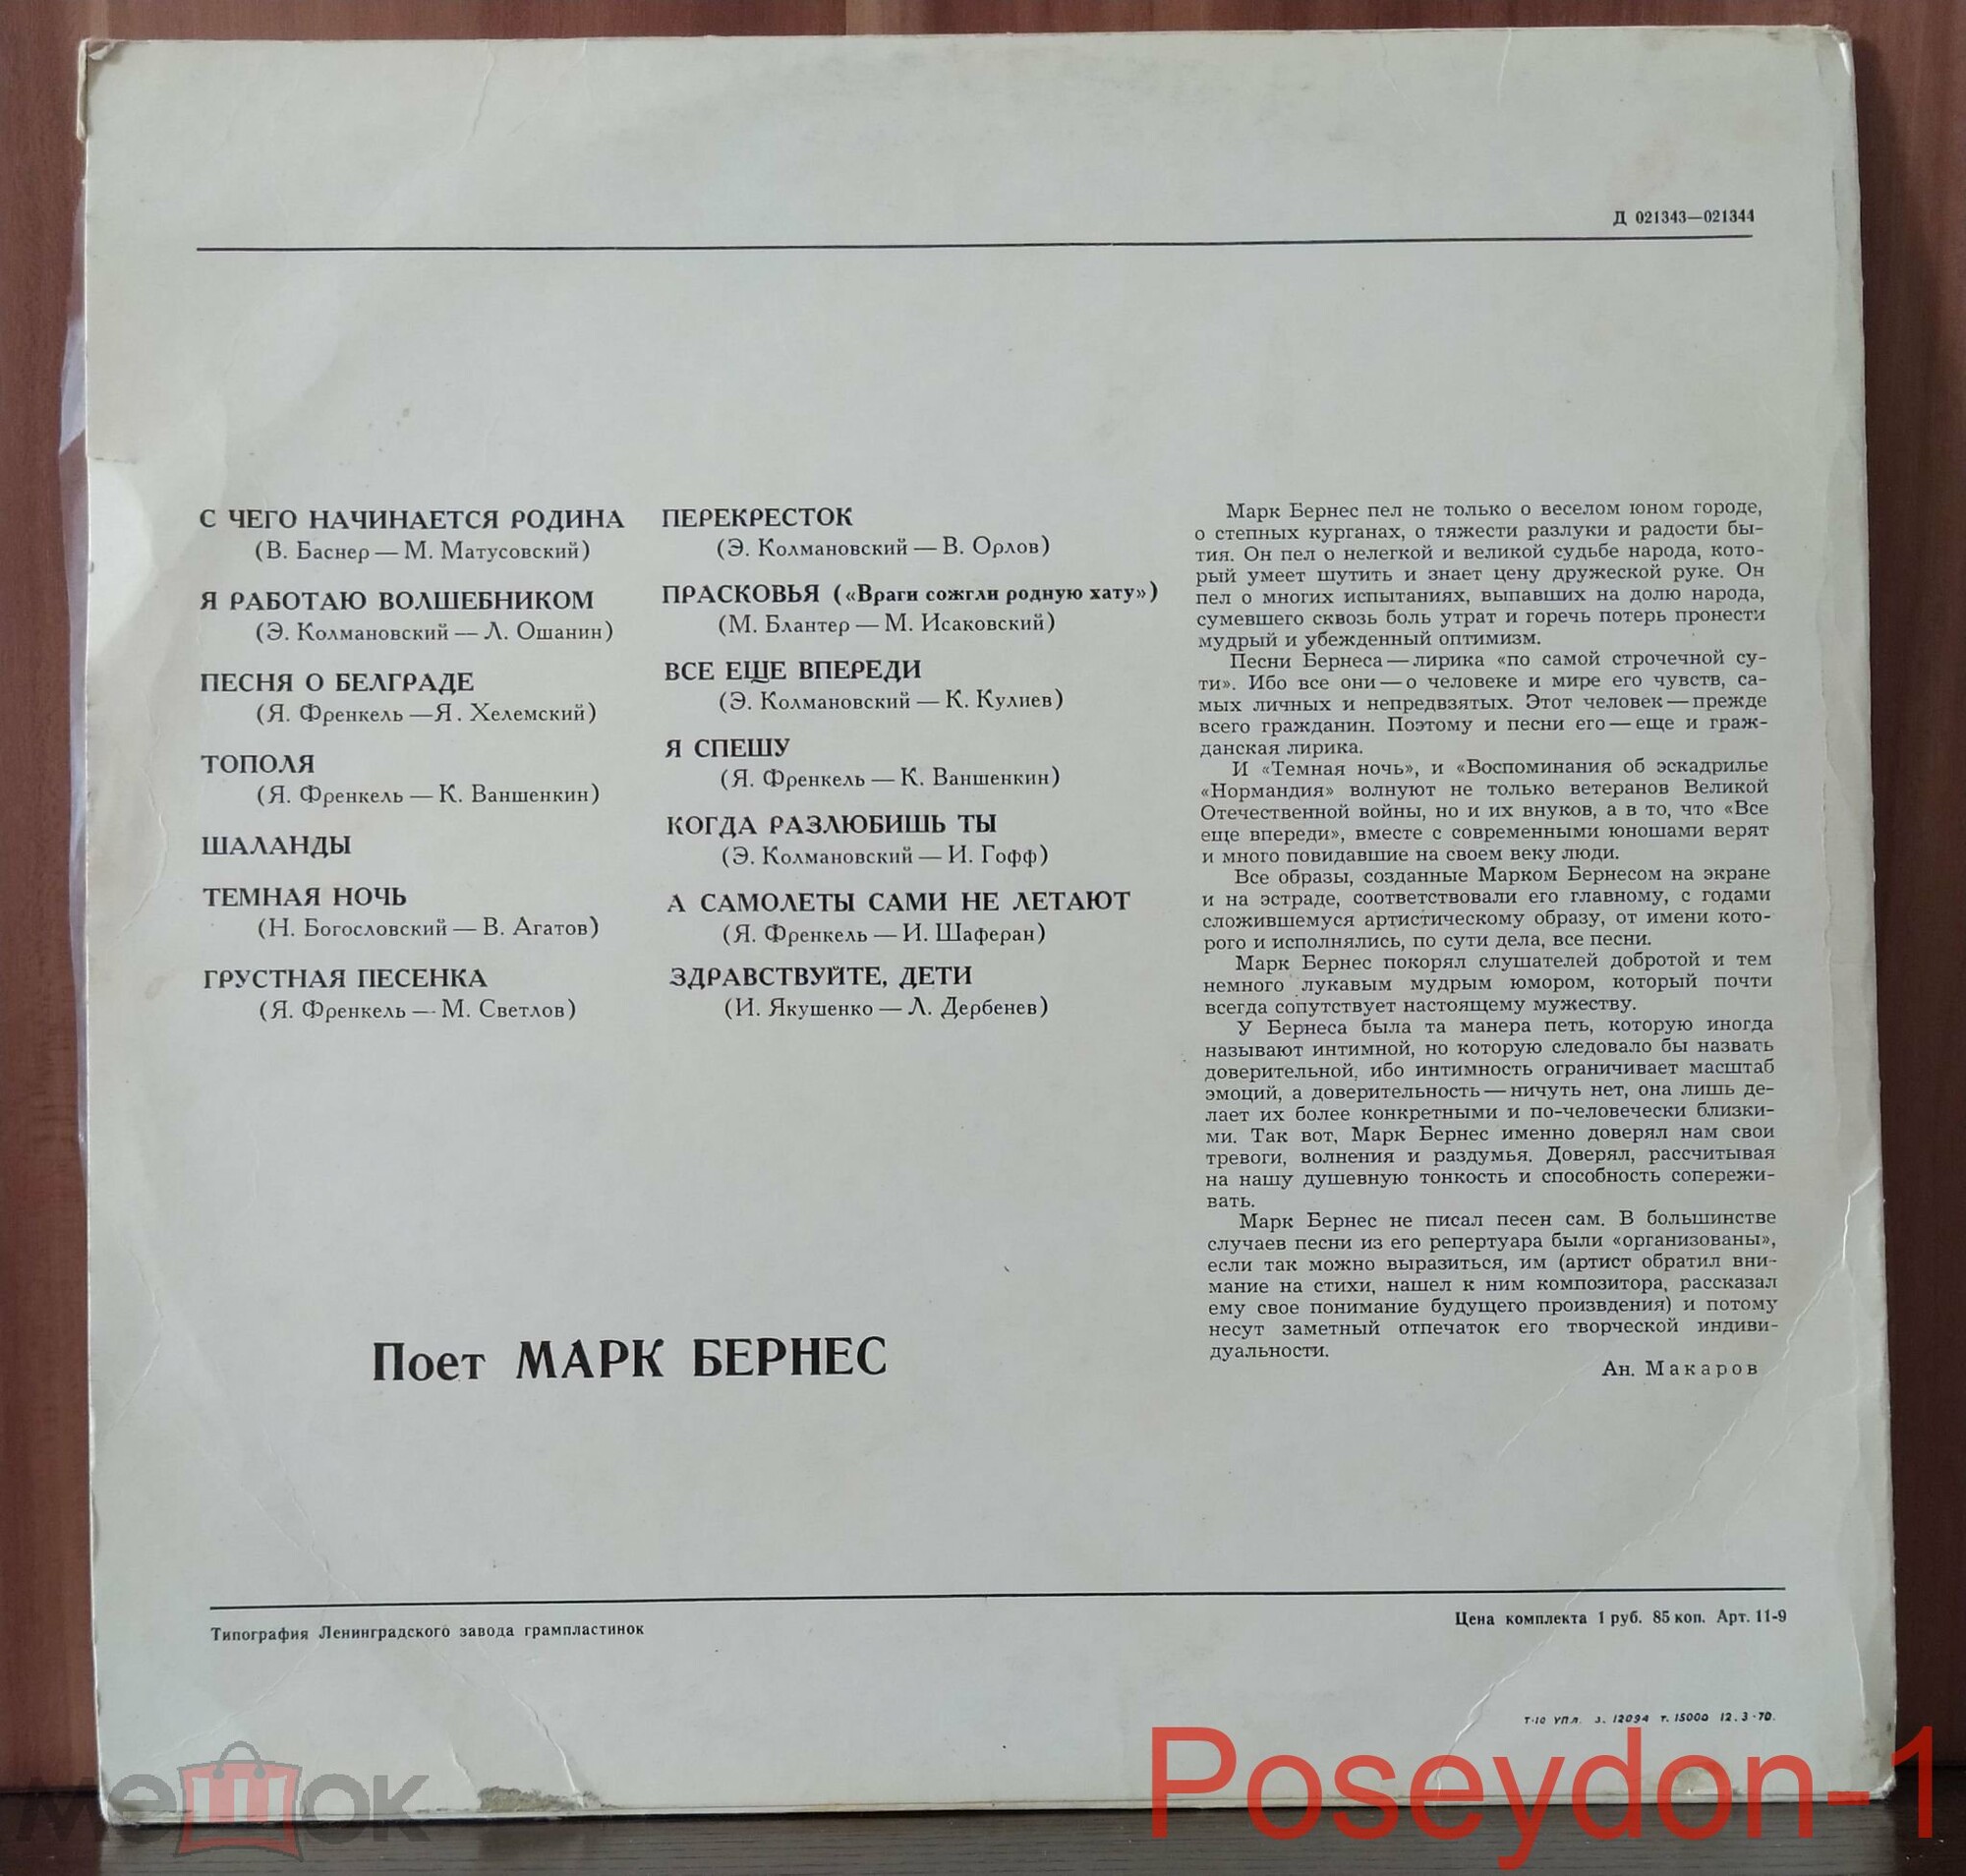 Д 021343—021344
С ЧЕГО НАЧИНАЕТСЯ РОДИНА
(В. Баснер — М. Матусовский)
Я РАБОТАЮ ВОЛШЕБНИКОМ
(Э. Колмановский — Л. Ошанин)
ПЕСНЯ О БЕЛГРАДЕ
(Я. Френкель —Я. Хелемский)
ТОПОЛЯ
(Я. Френкель — К. Ваншенкин)
ШАЛАНДЫ
ТЕМНАЯ НОЧЬ
(Н. Богословский — В. Агатов)
ГРУСТНАЯ ПЕСЕНКА
(Я. Френкель — М. Светлов)
ПЕРЕКРЕСТОК
(Э. Колмановский — В. Орлов)
ПРАСКОВЬЯ («Враги сожгли родную хату»)
(М. Блантер — М. Исаковский)
ВСЕ ЕЩЕ ВПЕРЕДИ
(Э. Колмановский — К. Кулиев)
Я СПЕШУ
(Я. Френкель — К. Ваншенкин)
КОГДА РАЗЛЮБИШЬ ТЫ
(Э. Колмановский — И. Гофф)
А САМОЛЕТЫ САМИ НЕ ЛЕТАЮТ
(Я. Френкель — И. Шаферан)
ЗДРАВСТВУЙТЕ, ДЕТИ
(И. Якушенко — Л. Дербенев)
Марк Бернес пел не только о веселом юном городе,
о степных курганах, о тяжести разлуки и радости бы-
тия. Он пел о нелегкой и великой судьбе народа, кото-
рый умеет шутить и знает цену дружеской руке. Он
пел о многих испытаниях, выпавших на долю народа,
сумевшего сквозь боль утрат и горечь потерь пронести
мудрый и убежденный оптимизм.
Песни Бернеса — лирика «по самой строчечной су-
ти». Ибо все они — о человеке и мире его чувств, са-
мых личных и непредвзятых. Этот человек — прежде
всего гражданин. Поэтому и песни его — еще и граж-
данская лирика.
И «Темная ночь», и «Воспоминания об эскадрилье
«Нормандия» волнуют не только ветеранов Великой
Отечественной войны, но и их внуков, а в то, что «Все
еще впереди», вместе с современными юношами верят
и много повидавшие на своем веку люди.
Все образы, созданные Марком Бернесом на экране
и на эстраде, соответствовали его главному, с годами
сложившемуся артистическому образу, от имени кото-
рого и исполнялись, по сути дела, все песни.
Марк Бернес покорял слушателей добротой и тем
немного лукавым мудрым юмором, который почти
всегда сопутствует настоящему мужеству.
У Бернеса была та манера петь, которую иногда
называют интимной, но которую следовало бы назвать
доверительной, ибо интимность ограничивает масштаб
эмоций, а доверительность — ничуть нет, она лишь де-
лает их более конкретными и по-человечески близки-
ми. Так вот, Марк Бернес именно доверял нам свои
тревоги, волнения и раздумья. Доверял, рассчитывая
на нашу душевную тонкость и способность сопережи-
вать.
Марк Бернес не писал песен сам. В большинстве
случаев песни из его репертуара были «организованы»,
если так можно выразиться, им (артист обратил вни-
мание на стихи, нашел к ним композитора, рассказал
ему свое понимание будущего произвдения) и потому
несут заметный отпечаток его творческой индиви-
дуальности.
Ан. Макаров
Поет МАРК БЕРНЕС
Типография Ленинградского завода грампластинок
Цена комплекта 1 руб. 85 коп. Арт. 11-9
Т-10 УПЛ. З. 12094 Т. 15000 12.3-70.
мешок
Poseydon-1